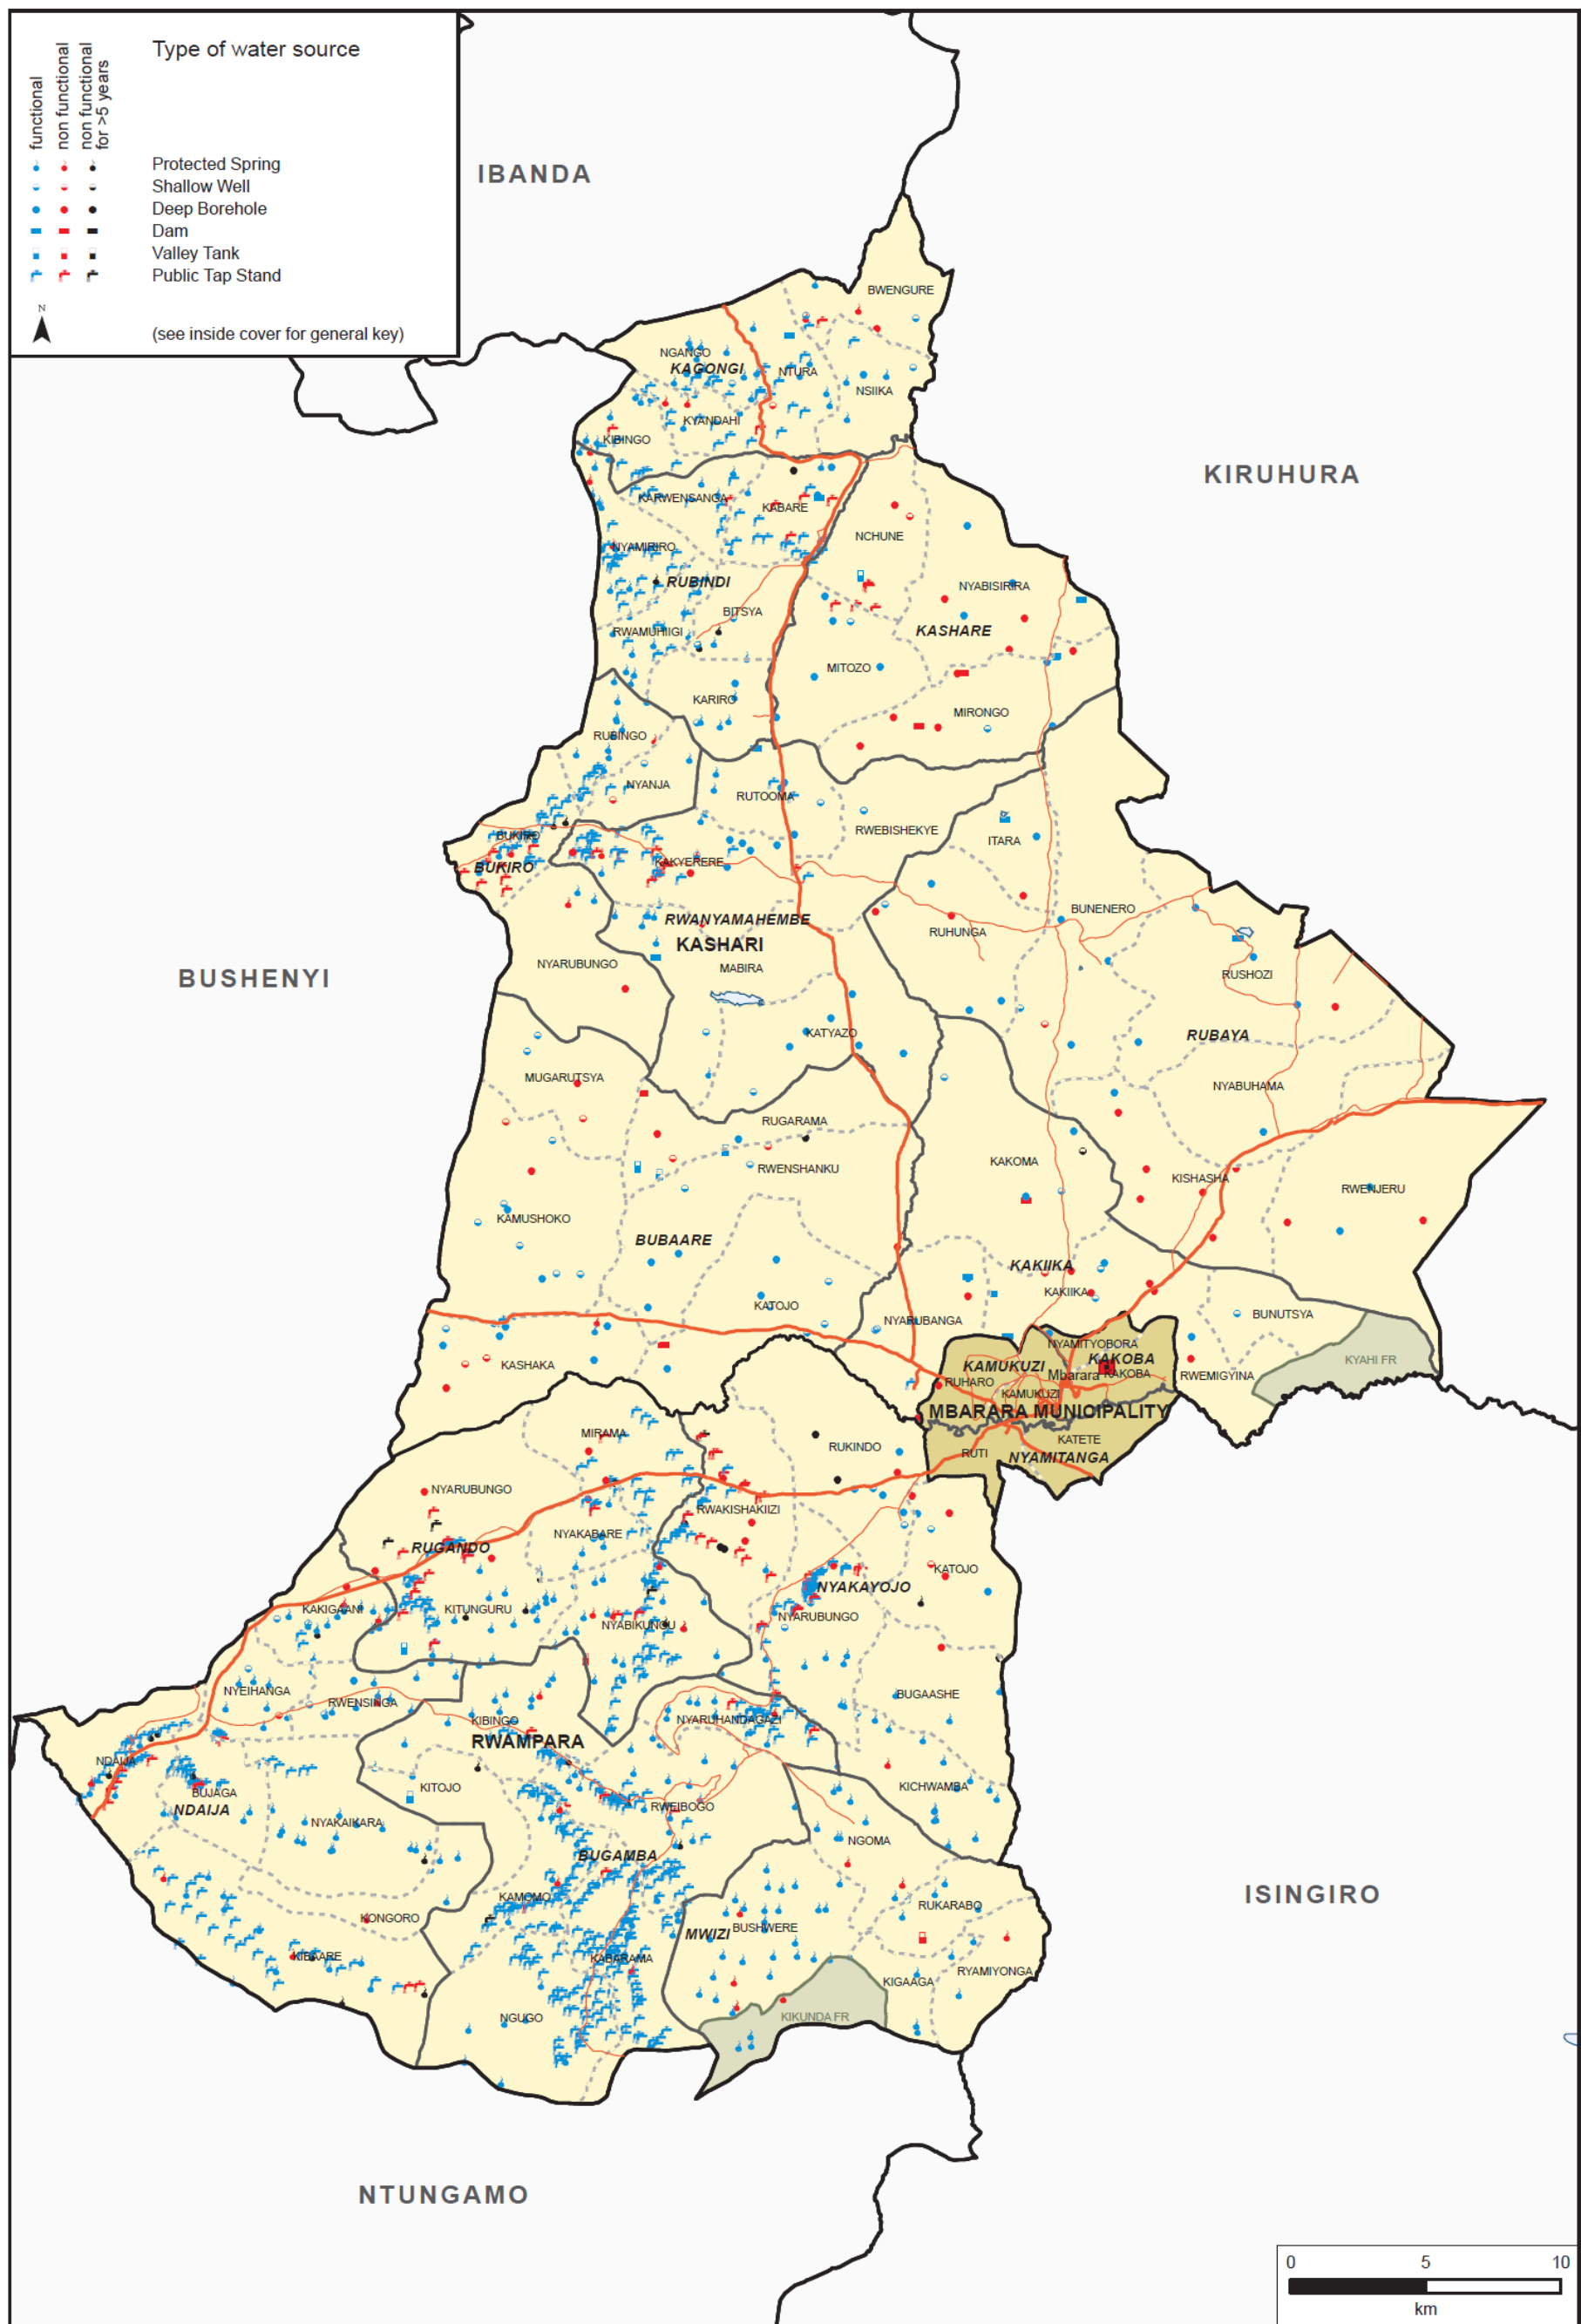 functional
non functional
non functional
for >5 years
Type of water source
Protected Spring
Shallow Well
Deep Borehole
Dam
Valley Tank
Public Tap Stand
N
(see inside cover for general key)
IBANDA
BWENGURE
NGANGO
KAGONGI
NTURA
NSIIKA
KYANDAHI
KIBINGO
KIRUHURA
KARWENSANGA
KABARE
NCHUNE
NYAMIRIRO
RUBINDI
NYABISIRIRA
BITSYA
RWAMUHIIGI
KASHARE
MITOZO
KARIRO
MIRONGO
RUBINGO
NYANJA
RUTOOMA
RWEBISHEKYE
ITARA
BUKIRO
BUKIRO
KAKYERERE
RWANYAMAHEMBE
BUNENERO
RUHUNGA
KASHARI
NYARUBUNGO
MABIRA
RUSHOZI
BUSHENYI
KATYAZO
RUBAYA
MUGARUTSYA
NYABUHAMA
RUGARAMA
RWENSHANKU
KAKOMA
KISHASHA
RWENJERU
KAMUSHOKO
BUBAARE
KAKIIKA
KAKIIKA
KATOJO
NYARUBANGA
BUNUTSYA
NYAMITYOBORA
KASHAKA
KAMUKUZI
KAKOBA
KYAHI FR
RUHARO
Mbarara
KAKOBA
RWEMIGYINA
KAMUKUZI
MBARARA MUNICIPALITY
MIRAMA
RUKINDO
KATETE
RUTI
NYAMITANGA
NYARUBUNGO
RWAKISHAKIIZI
NYAKABARE
RUGANDO
KATOJO
NYAKAYOJO
KAKIGAANI
KITUNGURU
NYARUBUNGO
NYABIKUNGU
NYEIHANGA
RWENSINGA
BUGAASHE
KIBINGO
NYARUHANDAGAZI
RWAMPARA
NDAIJA
KITOJO
KICHWAMBA
BUJAGA
NDAIJA
RWEIBOGO
NYAKAIKARA
NGOMA
BUGAMBA
KAMOMO
RUKARABO
KONGORO
MWIZI
BUSHWERE
ISINGIRO
KIBAARE
KABARAMA
RYAMIYONGA
KIGAAGA
NGUGO
KIKUNDA FR
NTUNGAMO
0 5 10
km